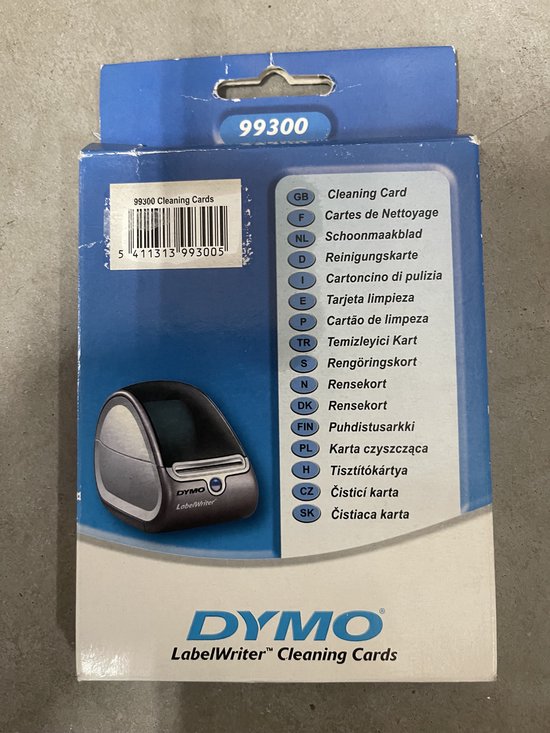 99300
99300 Cleaning Cards
5 411313 993005
GB Cleaning Card
F Cartes de Nettoyage
NL Schoonmaakblad
D Reinigungskarte
I Cartoncino di pulizia
E Tarjeta limpieza
P Cartão de limpeza
TR Temizleyici Kart
S Rengöringskort
N Rensekort
DK Rensekort
FIN Puhdistusarkki
PL Karta czyszcząca
H Tisztítókártya
CZ Čisticí karta
SK Čistiaca karta
DYMO
LabelWriter
DYMO®
LabelWriter™ Cleaning Cards